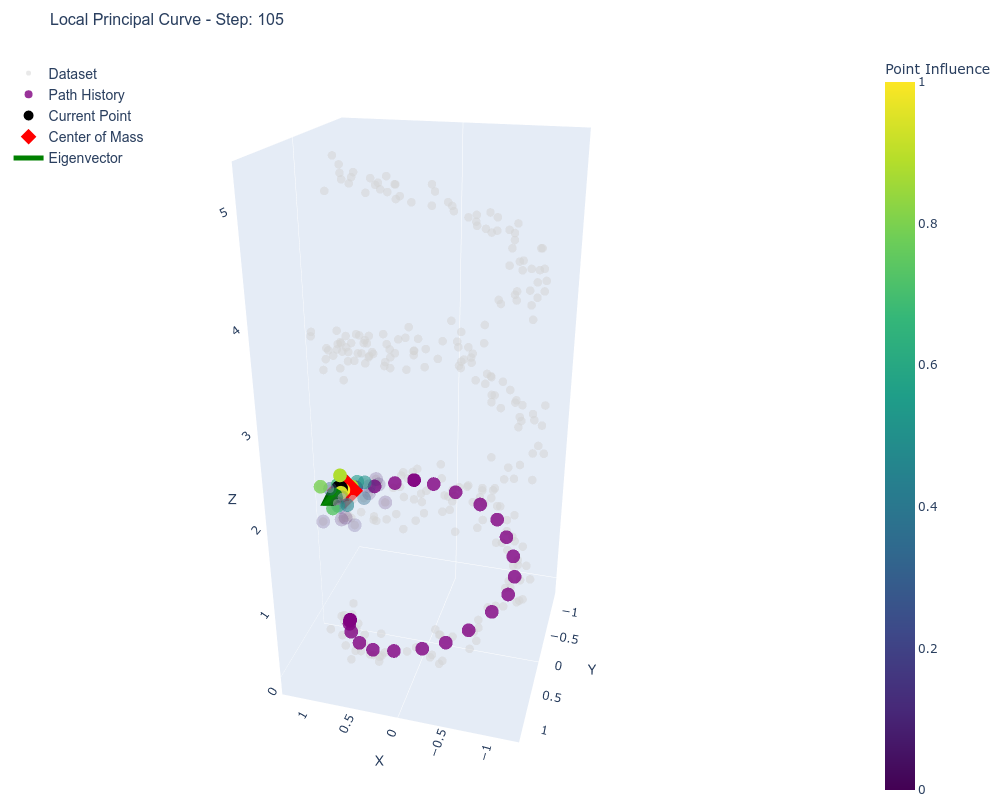 Local Principal Curve - Step: 105
Dataset
Path History
Current Point
Center of Mass
Eigenvector
Point Influence
1
0.8
0.6
0.4
0.2
0
5
4
3
2
1
0
Z
1
0.5
0
−0.5
−1
X
−1
−0.5
0
0.5
1
Y